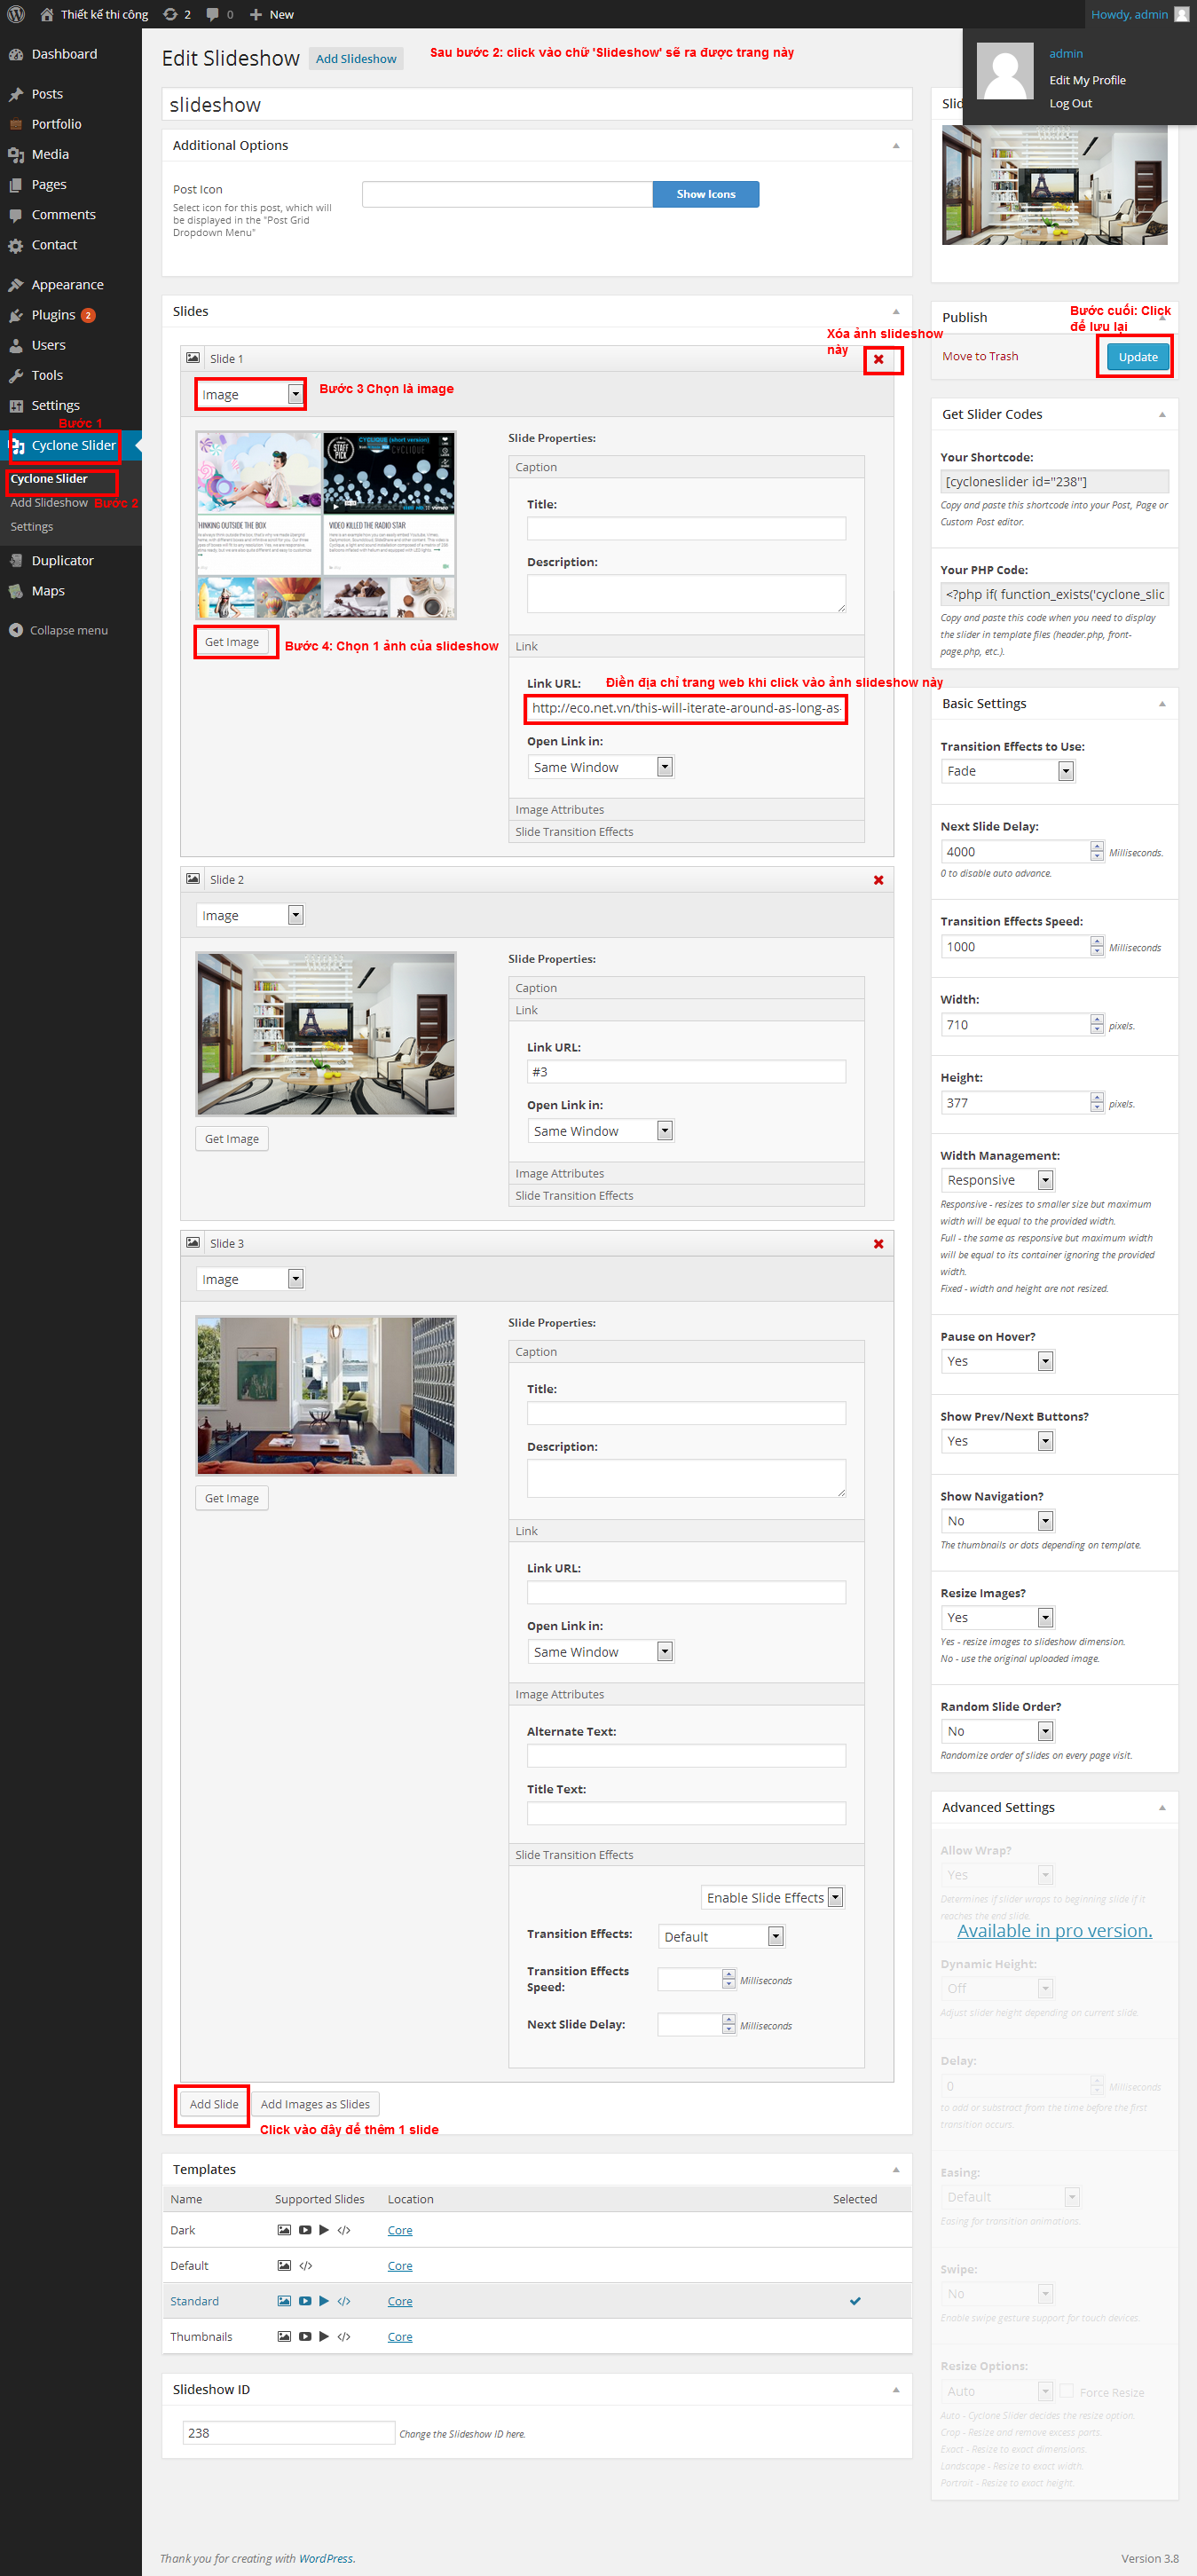 Thiết kế thi công
2
0
New
Howdy, admin
admin
Edit My Profile
Log Out
Dashboard
Posts
Portfolio
Media
Pages
Comments
Contact
Appearance
Plugins 2
Users
Tools
Settings
Bước 1
Cyclone Slider
Cyclone Slider
Add Slideshow
Bước 2
Settings
Duplicator
Maps
Collapse menu
Edit Slideshow
Add Slideshow
Sau bước 2: click vào chữ 'Slideshow' sẽ ra được trang này
slideshow
Additional Options
Post Icon
Select icon for this post, which will
be displayed in the "Post Grid
Dropdown Menu"
Show Icons
Slides
Xóa ảnh slideshow
này
Slide 1
Image
Bước 3 Chọn là image
STAFF
PICK
CYCLIQUE (short version)
CYCLIQUE
vimeo
HINKING OUTSIDE THE BOX
VIDEO KILLED THE RADIO STAR
Get Image
Bước 4: Chọn 1 ảnh của slideshow
Slide Properties:
Caption
Title:
Description:
Link
Link URL:
Điền địa chỉ trang web khi click vào ảnh slideshow này
http://eco.net.vn/this-will-iterate-around-as-long-as-
Open Link in:
Same Window
Image Attributes
Slide Transition Effects
Slide 2
Image
Get Image
Slide Properties:
Caption
Link
Link URL:
#3
Open Link in:
Same Window
Image Attributes
Slide Transition Effects
Slide 3
Image
Get Image
Slide Properties:
Caption
Title:
Description:
Link
Link URL:
Open Link in:
Same Window
Image Attributes
Alternate Text:
Title Text:
Slide Transition Effects
Enable Slide Effects
Transition Effects:
Default
Transition Effects
Speed:
Milliseconds
Next Slide Delay:
Milliseconds
Add Slide
Add Images as Slides
Click vào đây để thêm 1 slide
Templates
Name Supported Slides Location Selected
Dark Core
Default Core
Standard Core
Thumbnails Core
Slideshow ID
238
Change the Slideshow ID here.
Slid
Publish
Bước cuối: Click
để lưu lại
Move to Trash
Update
Get Slider Codes
Your Shortcode:
[cycloneslider id="238"]
Copy and paste this shortcode into your Post, Page or
Custom Post editor.
Your PHP Code:
<?php if( function_exists('cyclone_slic
Copy and paste this code when you need to display
the slider in template files (header.php, front-
page.php, etc.).
Basic Settings
Transition Effects to Use:
Fade
Next Slide Delay:
4000
Milliseconds.
0 to disable auto advance.
Transition Effects Speed:
1000
Milliseconds
Width:
710
pixels.
Height:
377
pixels.
Width Management:
Responsive
Responsive - resizes to smaller size but maximum
width will be equal to the provided width.
Full - the same as responsive but maximum width
will be equal to its container ignoring the provided
width.
Fixed - width and height are not resized.
Pause on Hover?
Yes
Show Prev/Next Buttons?
Yes
Show Navigation?
No
The thumbnails or dots depending on template.
Resize Images?
Yes
Yes - resize images to slideshow dimension.
No - use the original uploaded image.
Random Slide Order?
No
Randomize order of slides on every page visit.
Advanced Settings
Allow Wrap?
Yes
Determines if slider wraps to beginning slide if it
reaches the end slide.
Available in pro version.
Dynamic Height:
Off
Adjust slider height depending on current slide.
Delay:
0
Milliseconds
to add or substract from the time before the first
transition occurs.
Easing:
Default
Easing for transition animations.
Swipe:
No
Enable swipe gesture support for touch devices.
Resize Options:
Auto
Force Resize
Auto - Cyclone Slider decides the resize option.
Crop - Resize and remove excess parts.
Exact - Resize to exact dimensions.
Landscape - Resize to exact width.
Portrait - Resize to exact height.
Thank you for creating with WordPress.
Version 3.8